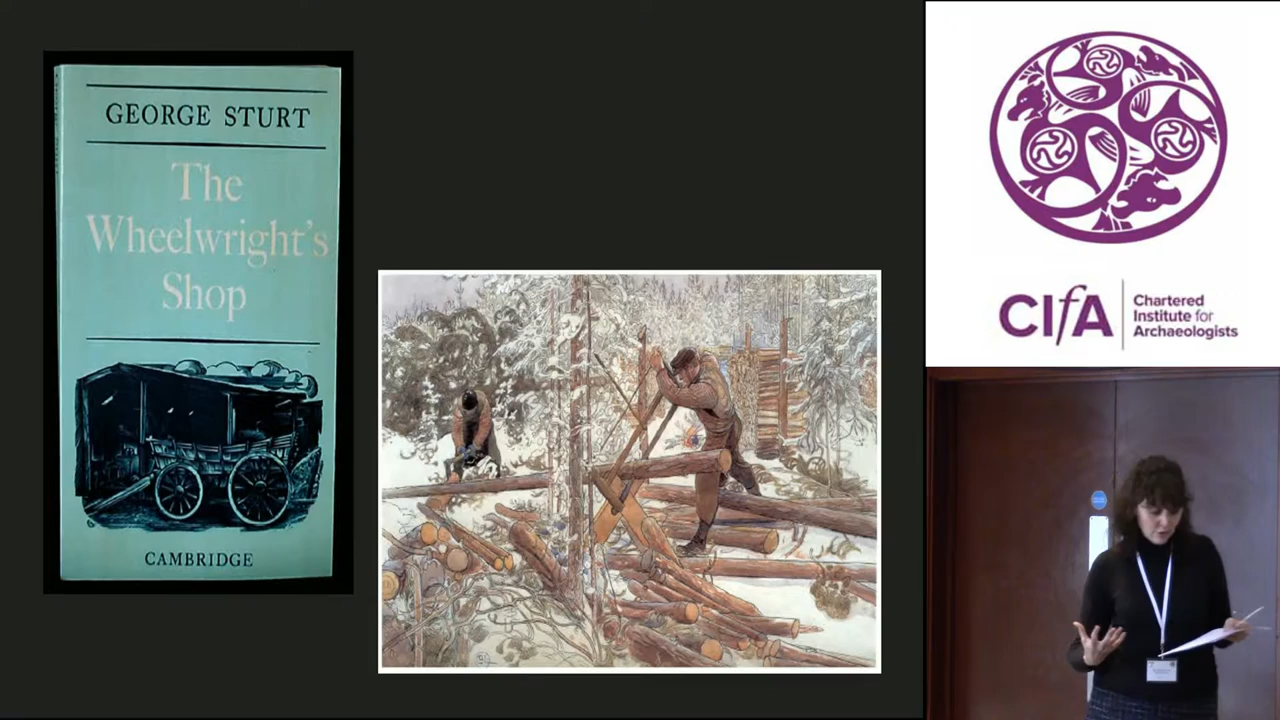 GEORGE STURT
The
Wheelwright's
Shop
CAMBRIDGE
CIfA
Chartered
Institute for
Archaeologists